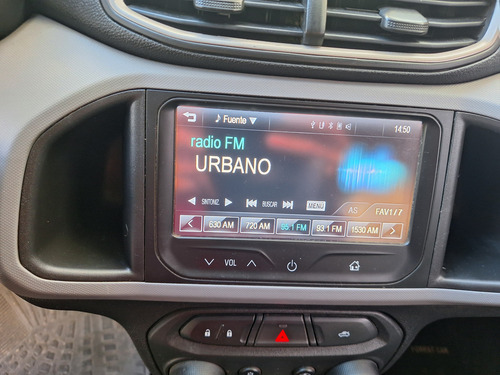 Fuente
14:50
radio FM
URBANO
SINTONIZ.
BUSCAR
MENÚ
AS
FAV1/7
630 AM
720 AM
95.1 FM
93.1 FM
1530 AM
VOL